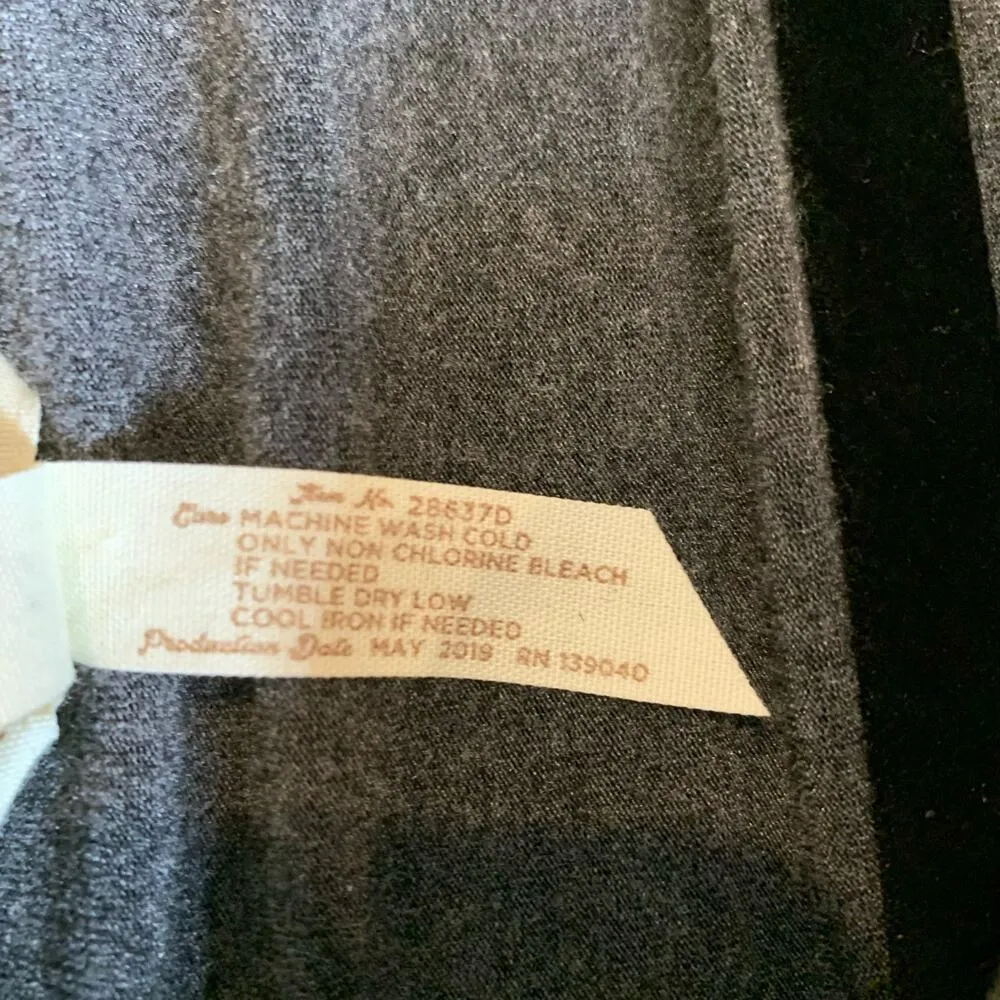 Item No. 28637D
Care MACHINE WASH COLD
ONLY NON CHLORINE BLEACH
IF NEEDED
TUMBLE DRY LOW
COOL IRON IF NEEDED
Production Date MAY 2019 RN 139040